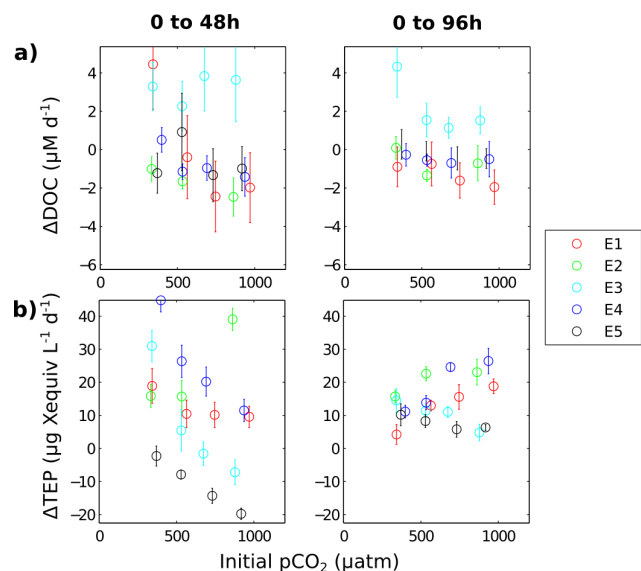 0 to 48h 0 to 96h
a)
ΔDOC (µM d⁻¹)
4
2
0
−2
−4
−6
0 500 1000
4
2
0
−2
−4
−6
0 500 1000
E1
E2
E3
E4
E5
b)
ΔTEP (µg Xequiv L⁻¹ d⁻¹)
40
30
20
10
0
−10
−20
0 500 1000
40
30
20
10
0
−10
−20
0 500 1000
Initial pCO₂ (µatm)